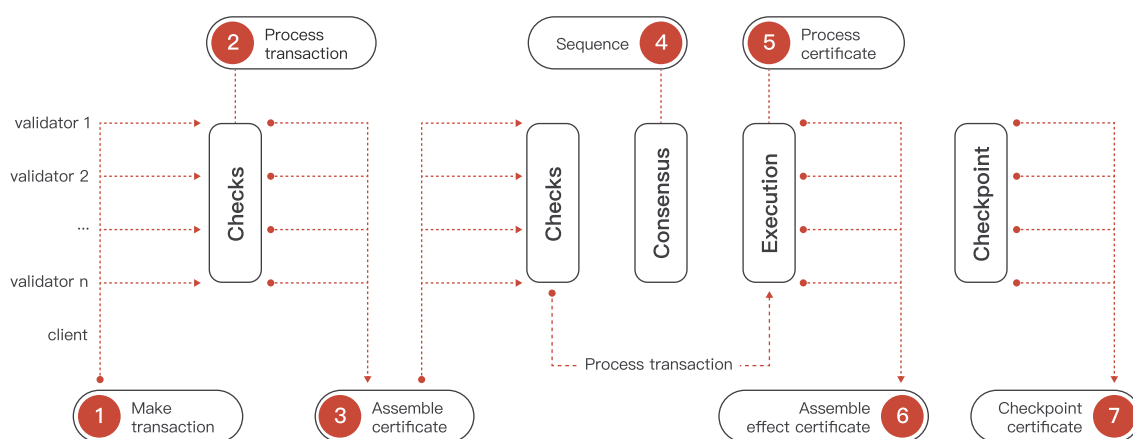 2 Process
transaction
Sequence 4
5 Process
certificate
validator 1
validator 2
...
validator n
client
Checks
Checks
Consensus
Execution
Checkpoint
Process transaction
1 Make
transaction
3 Assemble
certificate
Assemble 6
effect certificate
Checkpoint 7
certificate